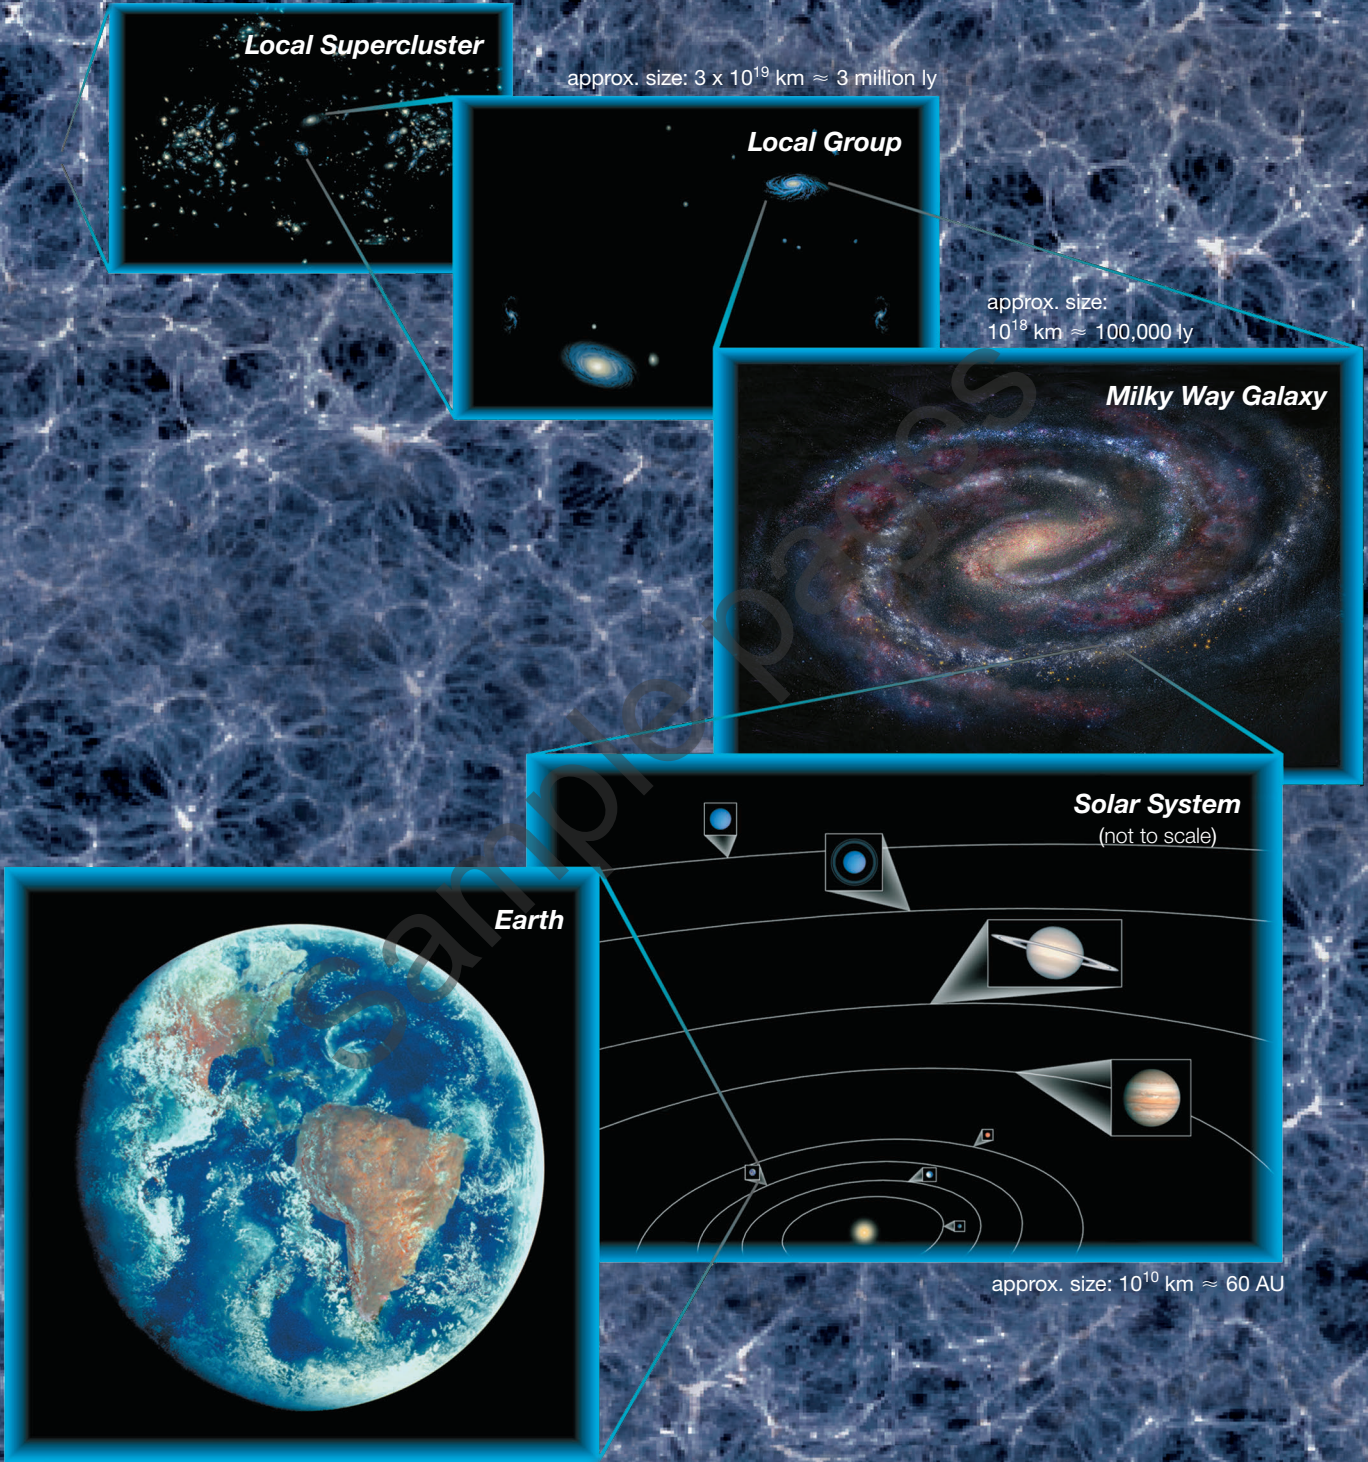 Local Supercluster
approx. size: 3 x 10¹⁹ km ≈ 3 million ly
Local Group
approx. size:
10¹⁸ km ≈ 100,000 ly
Milky Way Galaxy
Solar System
(not to scale)
Earth
approx. size: 10¹⁰ km ≈ 60 AU
Sample pages